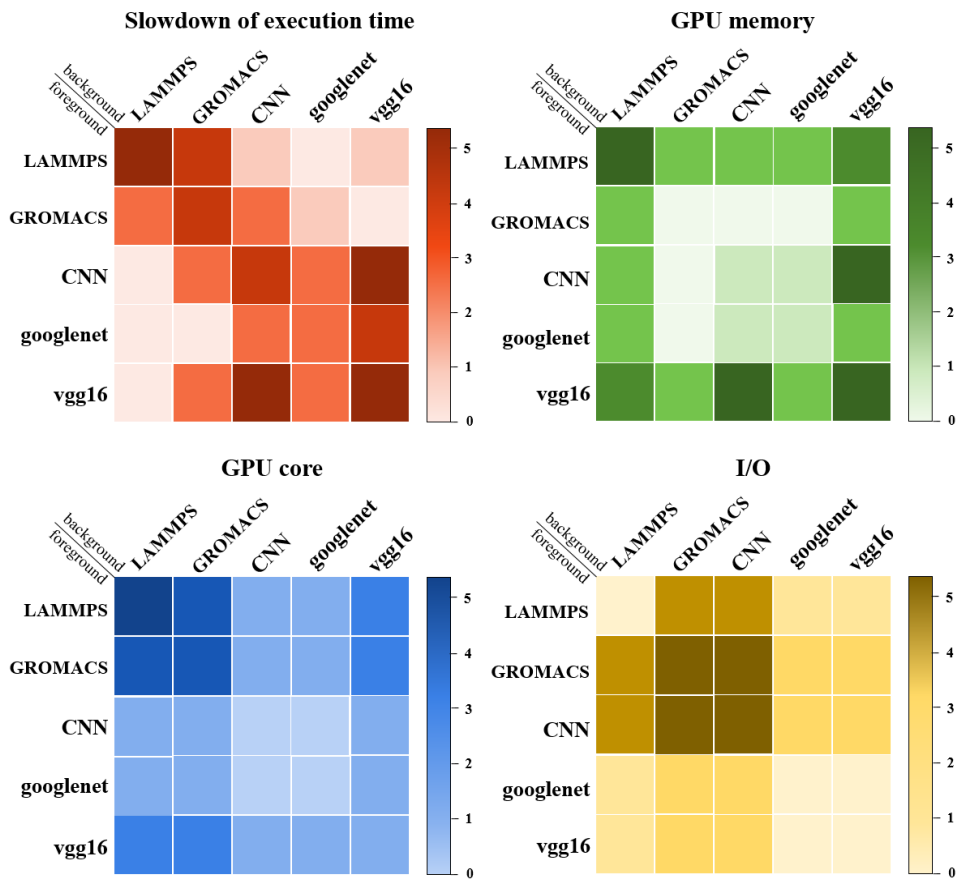 Slowdown of execution time
background
foreground
LAMMPS
GROMACS
CNN
googlenet
vgg16
LAMMPS
GROMACS
CNN
googlenet
vgg16
5
4
3
2
1
0
GPU memory
background
foreground
LAMMPS
GROMACS
CNN
googlenet
vgg16
LAMMPS
GROMACS
CNN
googlenet
vgg16
5
4
3
2
1
0
GPU core
background
foreground
LAMMPS
GROMACS
CNN
googlenet
vgg16
LAMMPS
GROMACS
CNN
googlenet
vgg16
5
4
3
2
1
0
I/O
background
foreground
LAMMPS
GROMACS
CNN
googlenet
vgg16
LAMMPS
GROMACS
CNN
googlenet
vgg16
5
4
3
2
1
0